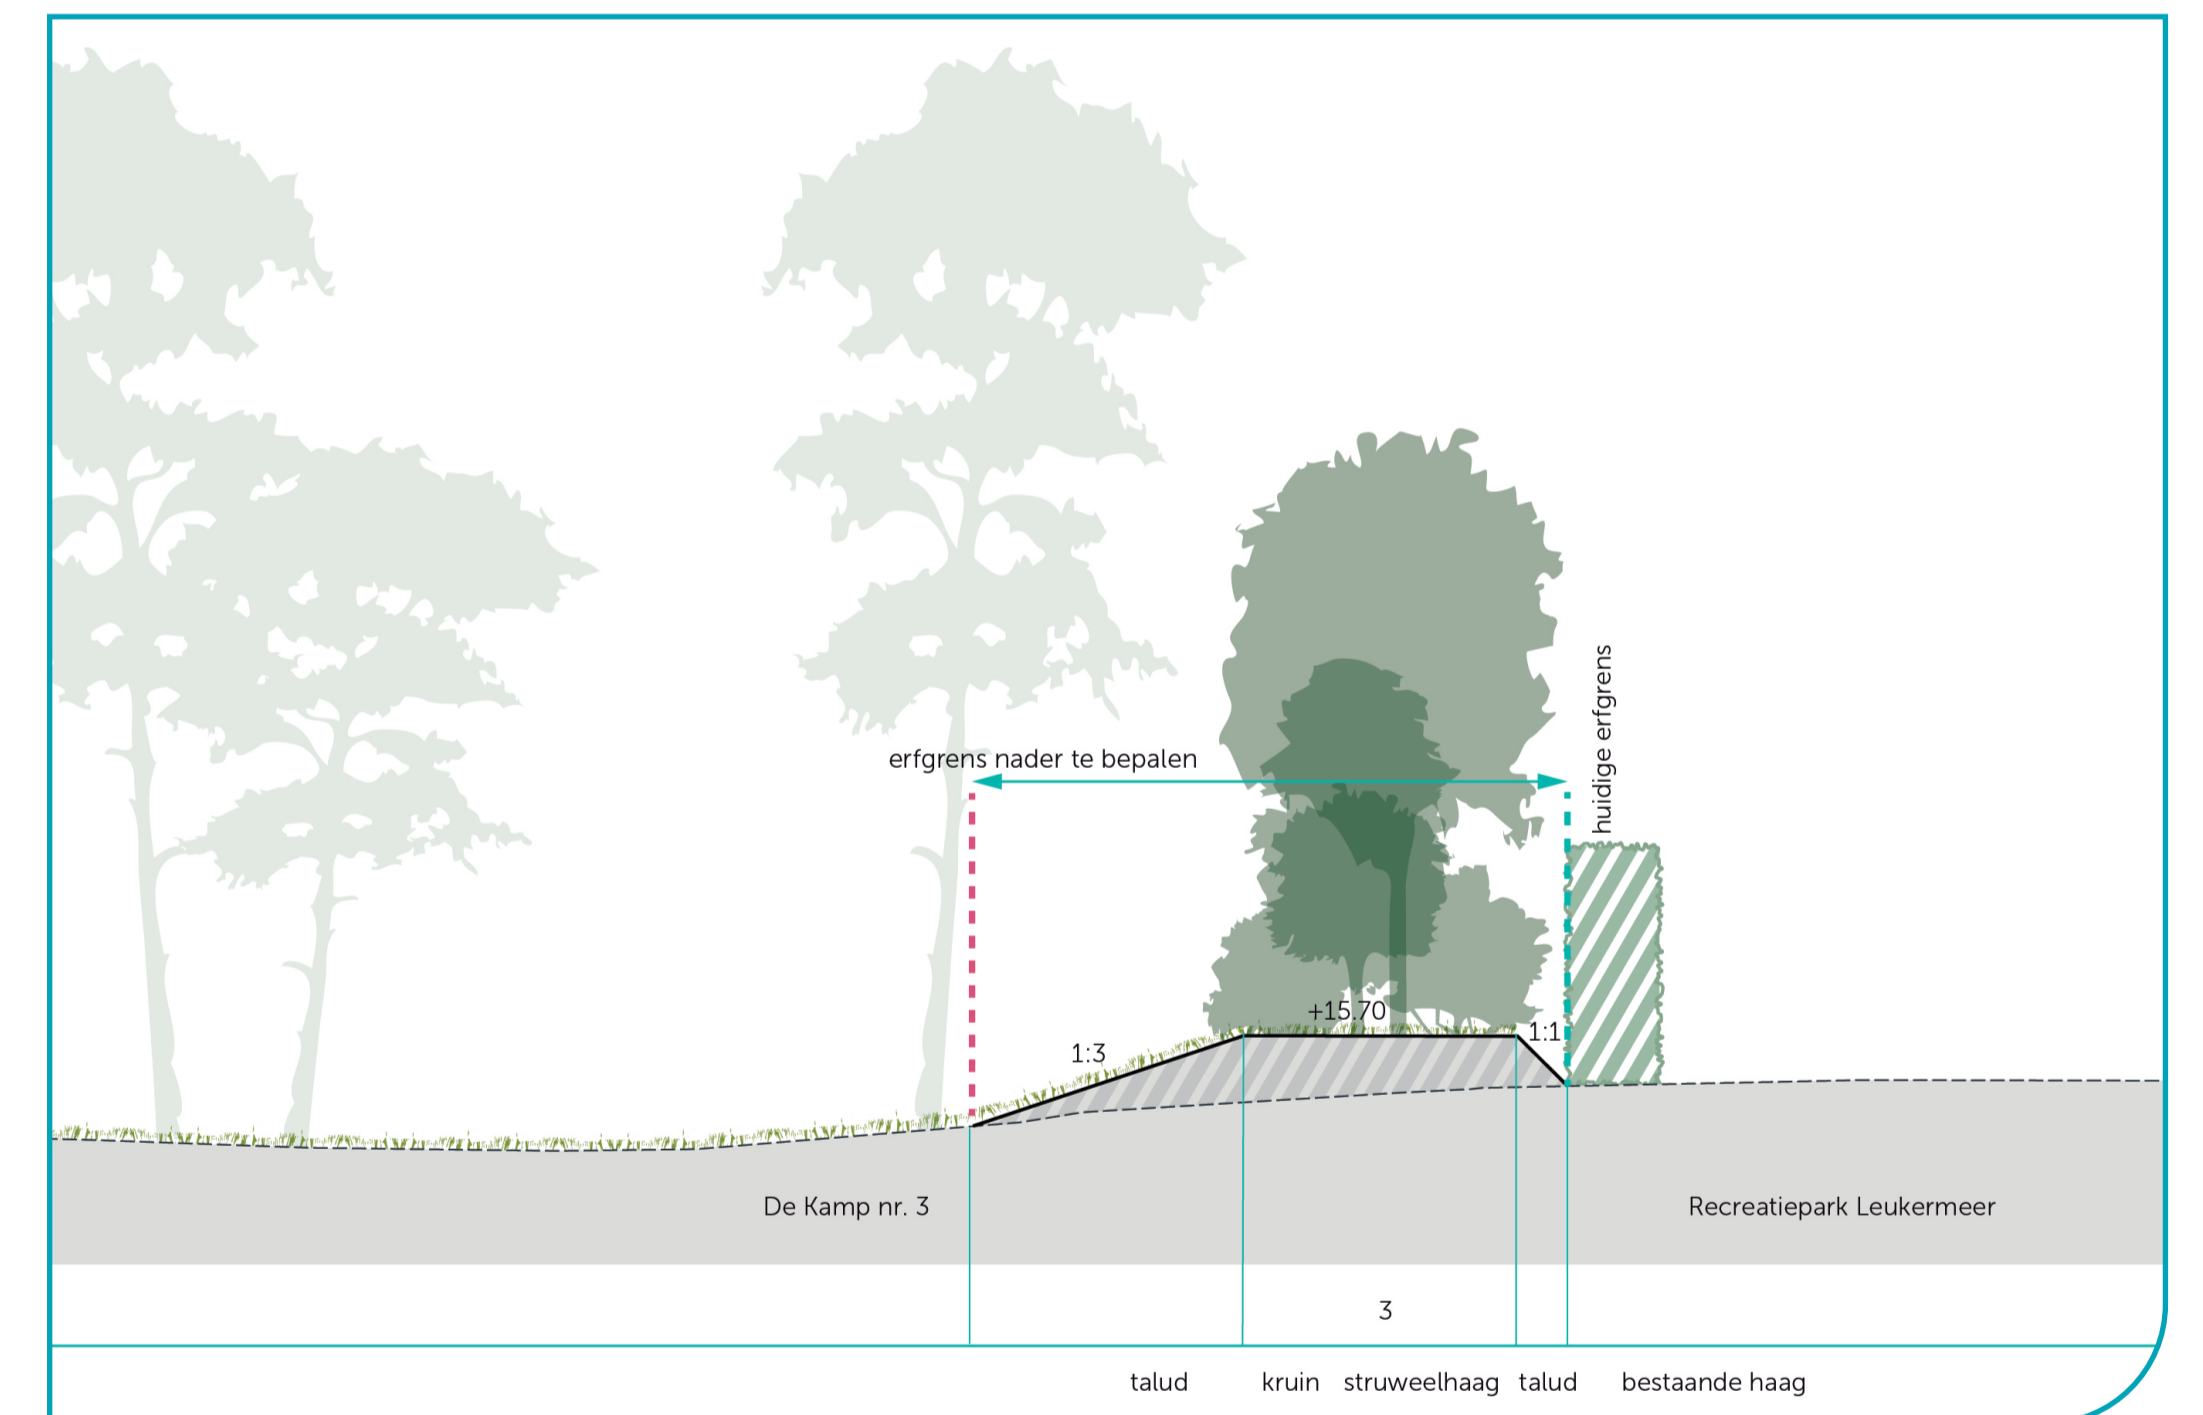 huidige erfgrens
erfgrens nader te bepalen
+15.70
1:1
1:3
De Kamp nr. 3
Recreatiepark Leukermeer
3
talud kruin struweelhaag talud bestaande haag